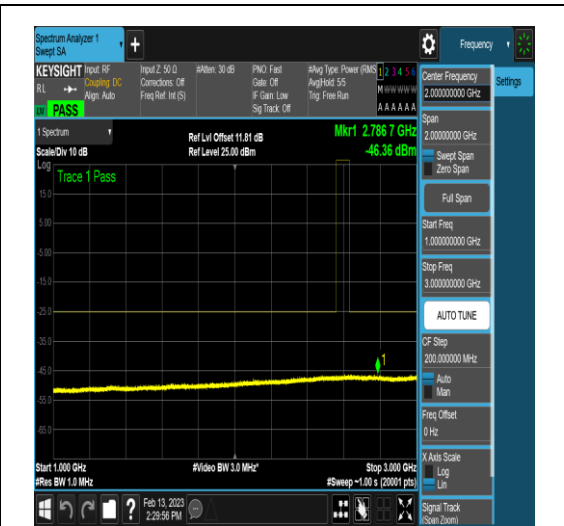 Spectrum Analyzer 1
Swept SA
+
Frequency
KEYSIGHT Input: RF Input Z: 50 Ω #Atten: 30 dB PNO: Fast #Avg Type: Power (RMS 1 2 3 4 5 6
RL Coupling: DC Corrections: Off Gate: Off Avg|Hold: 5/5 M W W W W W
Align: Auto Freq Ref: Int (S) IF Gain: Low Trig: Free Run
PASS Sig Track: Off A A A A A A
Center Frequency
2.000000000 GHz
Settings
Span
2.00000000 GHz
Swept Span
Zero Span
Full Span
Start Freq
1.000000000 GHz
Stop Freq
3.000000000 GHz
AUTO TUNE
CF Step
200.000000 MHz
Auto
Man
Freq Offset
0 Hz
X Axis Scale
Log
Lin
Signal Track
(Span Zoom)
1 Spectrum
Scale/Div 10 dB
Ref Lvl Offset 11.81 dB
Ref Level 25.00 dBm
Mkr1 2.786 7 GHz
-46.36 dBm
Log
Trace 1 Pass
15.0
5.00
-5.00
-15.0
-25.0
-35.0
-45.0
-55.0
-65.0
1
Start 1.000 GHz #Video BW 3.0 MHz* Stop 3.000 GHz
#Res BW 1.0 MHz #Sweep ~1.00 s (20001 pts)
? Feb 13, 2023
2:29:56 PM